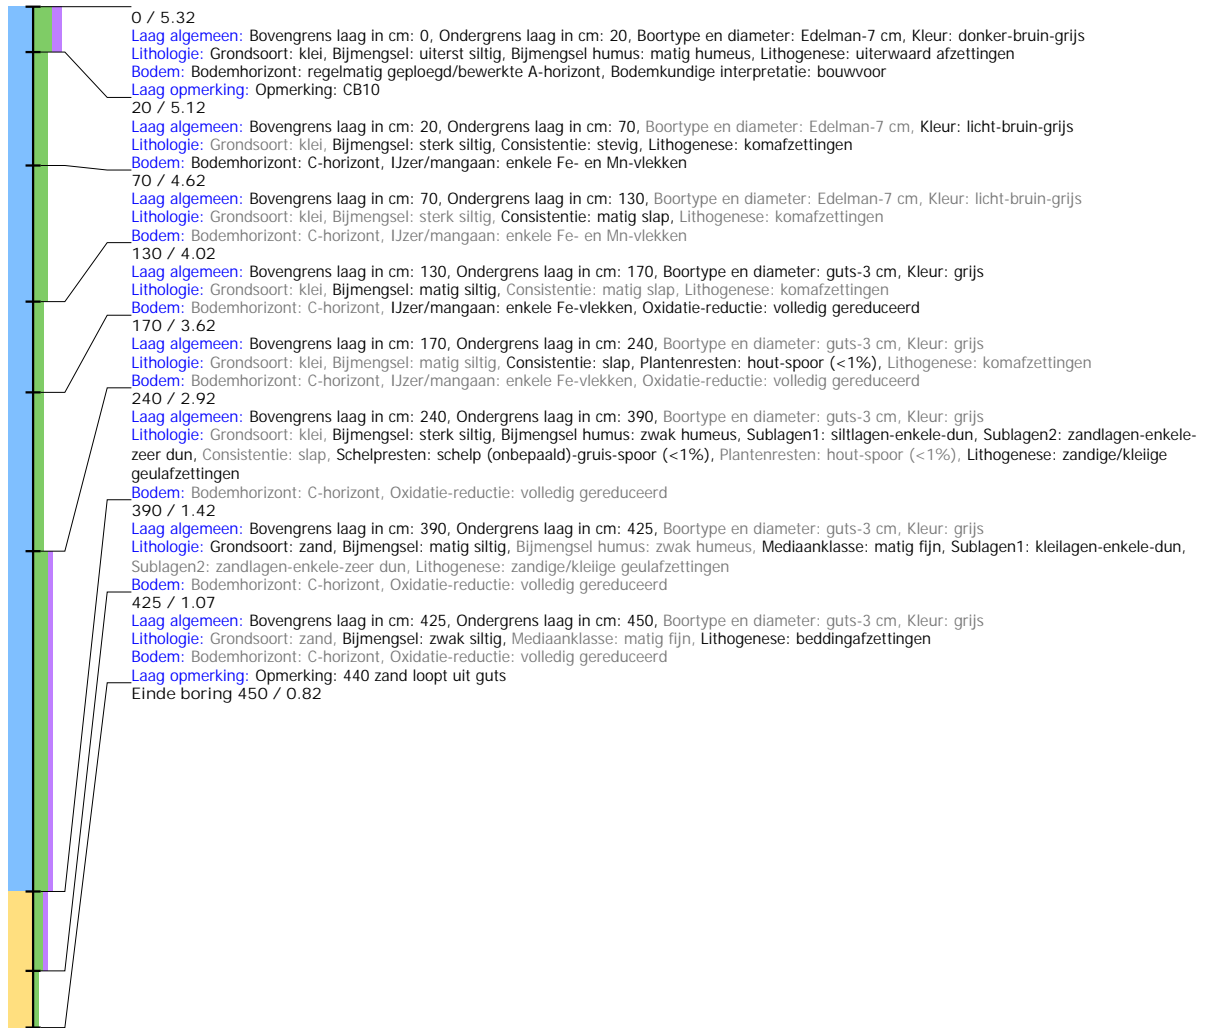 0 / 5.32
Laag algemeen: Bovengrens laag in cm: 0, Ondergrens laag in cm: 20, Boortype en diameter: Edelman-7 cm, Kleur: donker-bruin-grijs
Lithologie: Grondsoort: klei, Bijmengsel: uiterst siltig, Bijmengsel humus: matig humeus, Lithogenese: uiterwaard afzettingen
Bodem: Bodemhorizont: regelmatig geploegd/bewerkte A-horizont, Bodemkundige interpretatie: bouwvoor
Laag opmerking: Opmerking: CB10
20 / 5.12
Laag algemeen: Bovengrens laag in cm: 20, Ondergrens laag in cm: 70, Boortype en diameter: Edelman-7 cm, Kleur: licht-bruin-grijs
Lithologie: Grondsoort: klei, Bijmengsel: sterk siltig, Consistentie: stevig, Lithogenese: komafzettingen
Bodem: Bodemhorizont: C-horizont, IJzer/mangaan: enkele Fe- en Mn-vlekken
70 / 4.62
Laag algemeen: Bovengrens laag in cm: 70, Ondergrens laag in cm: 130, Boortype en diameter: Edelman-7 cm, Kleur: licht-bruin-grijs
Lithologie: Grondsoort: klei, Bijmengsel: sterk siltig, Consistentie: matig slap, Lithogenese: komafzettingen
Bodem: Bodemhorizont: C-horizont, IJzer/mangaan: enkele Fe- en Mn-vlekken
130 / 4.02
Laag algemeen: Bovengrens laag in cm: 130, Ondergrens laag in cm: 170, Boortype en diameter: guts-3 cm, Kleur: grijs
Lithologie: Grondsoort: klei, Bijmengsel: matig siltig, Consistentie: matig slap, Lithogenese: komafzettingen
Bodem: Bodemhorizont: C-horizont, IJzer/mangaan: enkele Fe-vlekken, Oxidatie-reductie: volledig gereduceerd
170 / 3.62
Laag algemeen: Bovengrens laag in cm: 170, Ondergrens laag in cm: 240, Boortype en diameter: guts-3 cm, Kleur: grijs
Lithologie: Grondsoort: klei, Bijmengsel: matig siltig, Consistentie: slap, Plantenresten: hout-spoor (<1%), Lithogenese: komafzettingen
Bodem: Bodemhorizont: C-horizont, IJzer/mangaan: enkele Fe-vlekken, Oxidatie-reductie: volledig gereduceerd
240 / 2.92
Laag algemeen: Bovengrens laag in cm: 240, Ondergrens laag in cm: 390, Boortype en diameter: guts-3 cm, Kleur: grijs
Lithologie: Grondsoort: klei, Bijmengsel: sterk siltig, Bijmengsel humus: zwak humeus, Sublagen1: siltlagen-enkele-dun, Sublagen2: zandlagen-enkele-
zeer dun, Consistentie: slap, Schelpresten: schelp (onbepaald)-gruis-spoor (<1%), Plantenresten: hout-spoor (<1%), Lithogenese: zandige/kleiige
geulafzettingen
Bodem: Bodemhorizont: C-horizont, Oxidatie-reductie: volledig gereduceerd
390 / 1.42
Laag algemeen: Bovengrens laag in cm: 390, Ondergrens laag in cm: 425, Boortype en diameter: guts-3 cm, Kleur: grijs
Lithologie: Grondsoort: zand, Bijmengsel: matig siltig, Bijmengsel humus: zwak humeus, Mediaanklasse: matig fijn, Sublagen1: kleilagen-enkele-dun,
Sublagen2: zandlagen-enkele-zeer dun, Lithogenese: zandige/kleiige geulafzettingen
Bodem: Bodemhorizont: C-horizont, Oxidatie-reductie: volledig gereduceerd
425 / 1.07
Laag algemeen: Bovengrens laag in cm: 425, Ondergrens laag in cm: 450, Boortype en diameter: guts-3 cm, Kleur: grijs
Lithologie: Grondsoort: zand, Bijmengsel: zwak siltig, Mediaanklasse: matig fijn, Lithogenese: beddingafzettingen
Bodem: Bodemhorizont: C-horizont, Oxidatie-reductie: volledig gereduceerd
Laag opmerking: Opmerking: 440 zand loopt uit guts
Einde boring 450 / 0.82